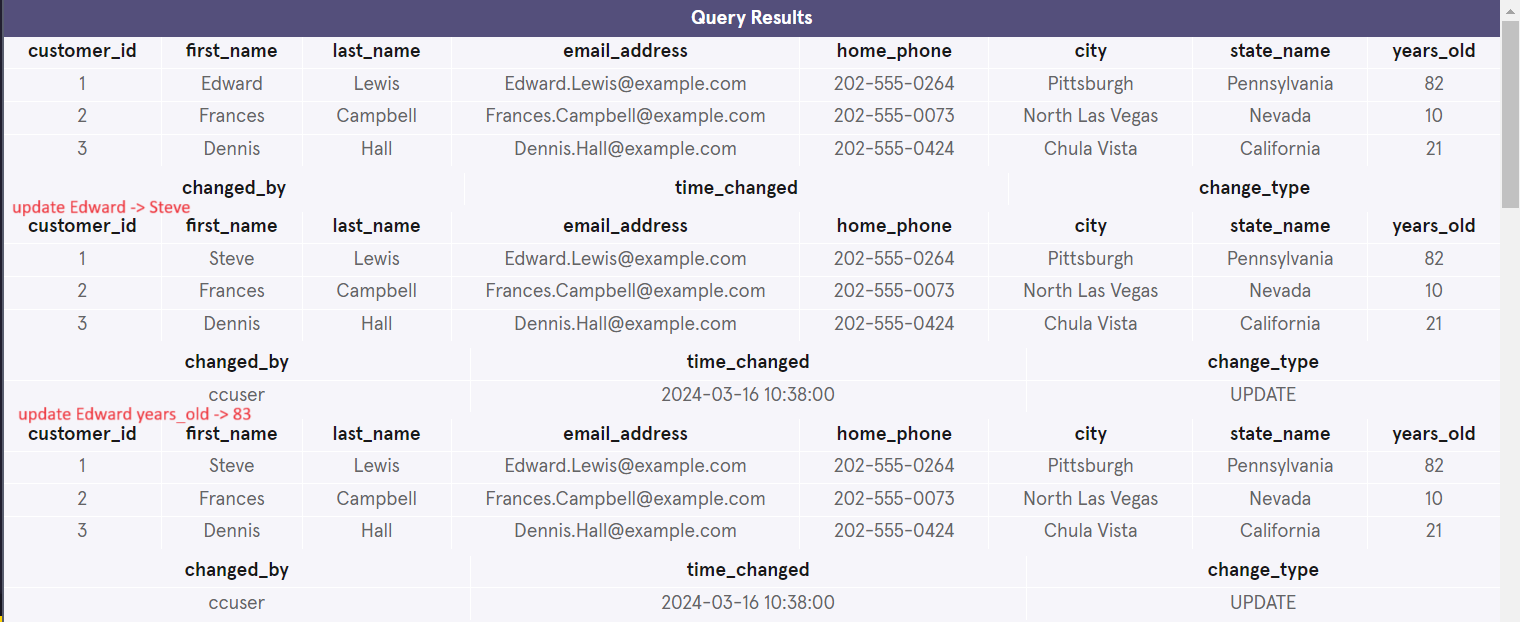 Query Results
customer_id first_name last_name email_address home_phone city state_name years_old
1 Edward Lewis Edward.Lewis@example.com 202-555-0264 Pittsburgh Pennsylvania 82
2 Frances Campbell Frances.Campbell@example.com 202-555-0073 North Las Vegas Nevada 10
3 Dennis Hall Dennis.Hall@example.com 202-555-0424 Chula Vista California 21
changed_by time_changed change_type
update Edward -> Steve
customer_id first_name last_name email_address home_phone city state_name years_old
1 Steve Lewis Edward.Lewis@example.com 202-555-0264 Pittsburgh Pennsylvania 82
2 Frances Campbell Frances.Campbell@example.com 202-555-0073 North Las Vegas Nevada 10
3 Dennis Hall Dennis.Hall@example.com 202-555-0424 Chula Vista California 21
changed_by time_changed change_type
ccuser 2024-03-16 10:38:00 UPDATE
update Edward years_old -> 83
customer_id first_name last_name email_address home_phone city state_name years_old
1 Steve Lewis Edward.Lewis@example.com 202-555-0264 Pittsburgh Pennsylvania 82
2 Frances Campbell Frances.Campbell@example.com 202-555-0073 North Las Vegas Nevada 10
3 Dennis Hall Dennis.Hall@example.com 202-555-0424 Chula Vista California 21
changed_by time_changed change_type
ccuser 2024-03-16 10:38:00 UPDATE